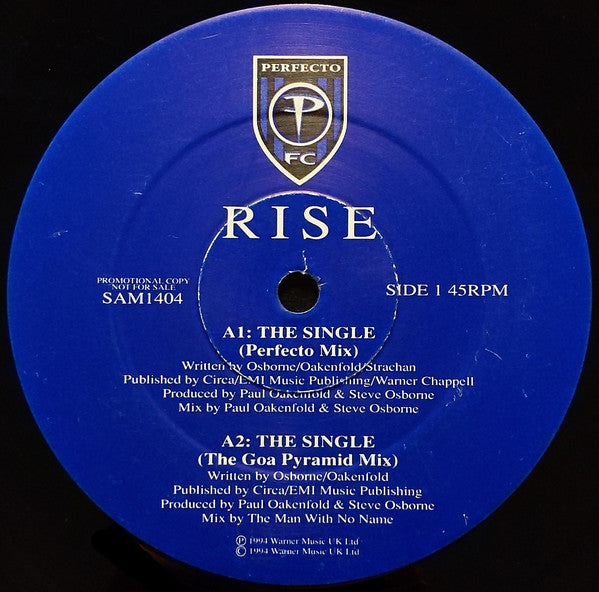 PERFECTO
P
FC
RISE
PROMOTIONAL COPY
NOT FOR SALE
SAM1404
SIDE 1 45RPM
A1: THE SINGLE
(Perfecto Mix)
Written by Osborne/Oakenfold/Strachan
Published by Circa/EMI Music Publishing/Warner Chappell
Produced by Paul Oakenfold & Steve Osborne
Mix by Paul Oakenfold & Steve Osborne
A2: THE SINGLE
(The Goa Pyramid Mix)
Written by Osborne/Oakenfold
Published by Circa/EMI Music Publishing
Produced by Paul Oakenfold & Steve Osborne
Mix by The Man With No Name
℗ 1994 Warner Music UK Ltd
© 1994 Warner Music UK Ltd